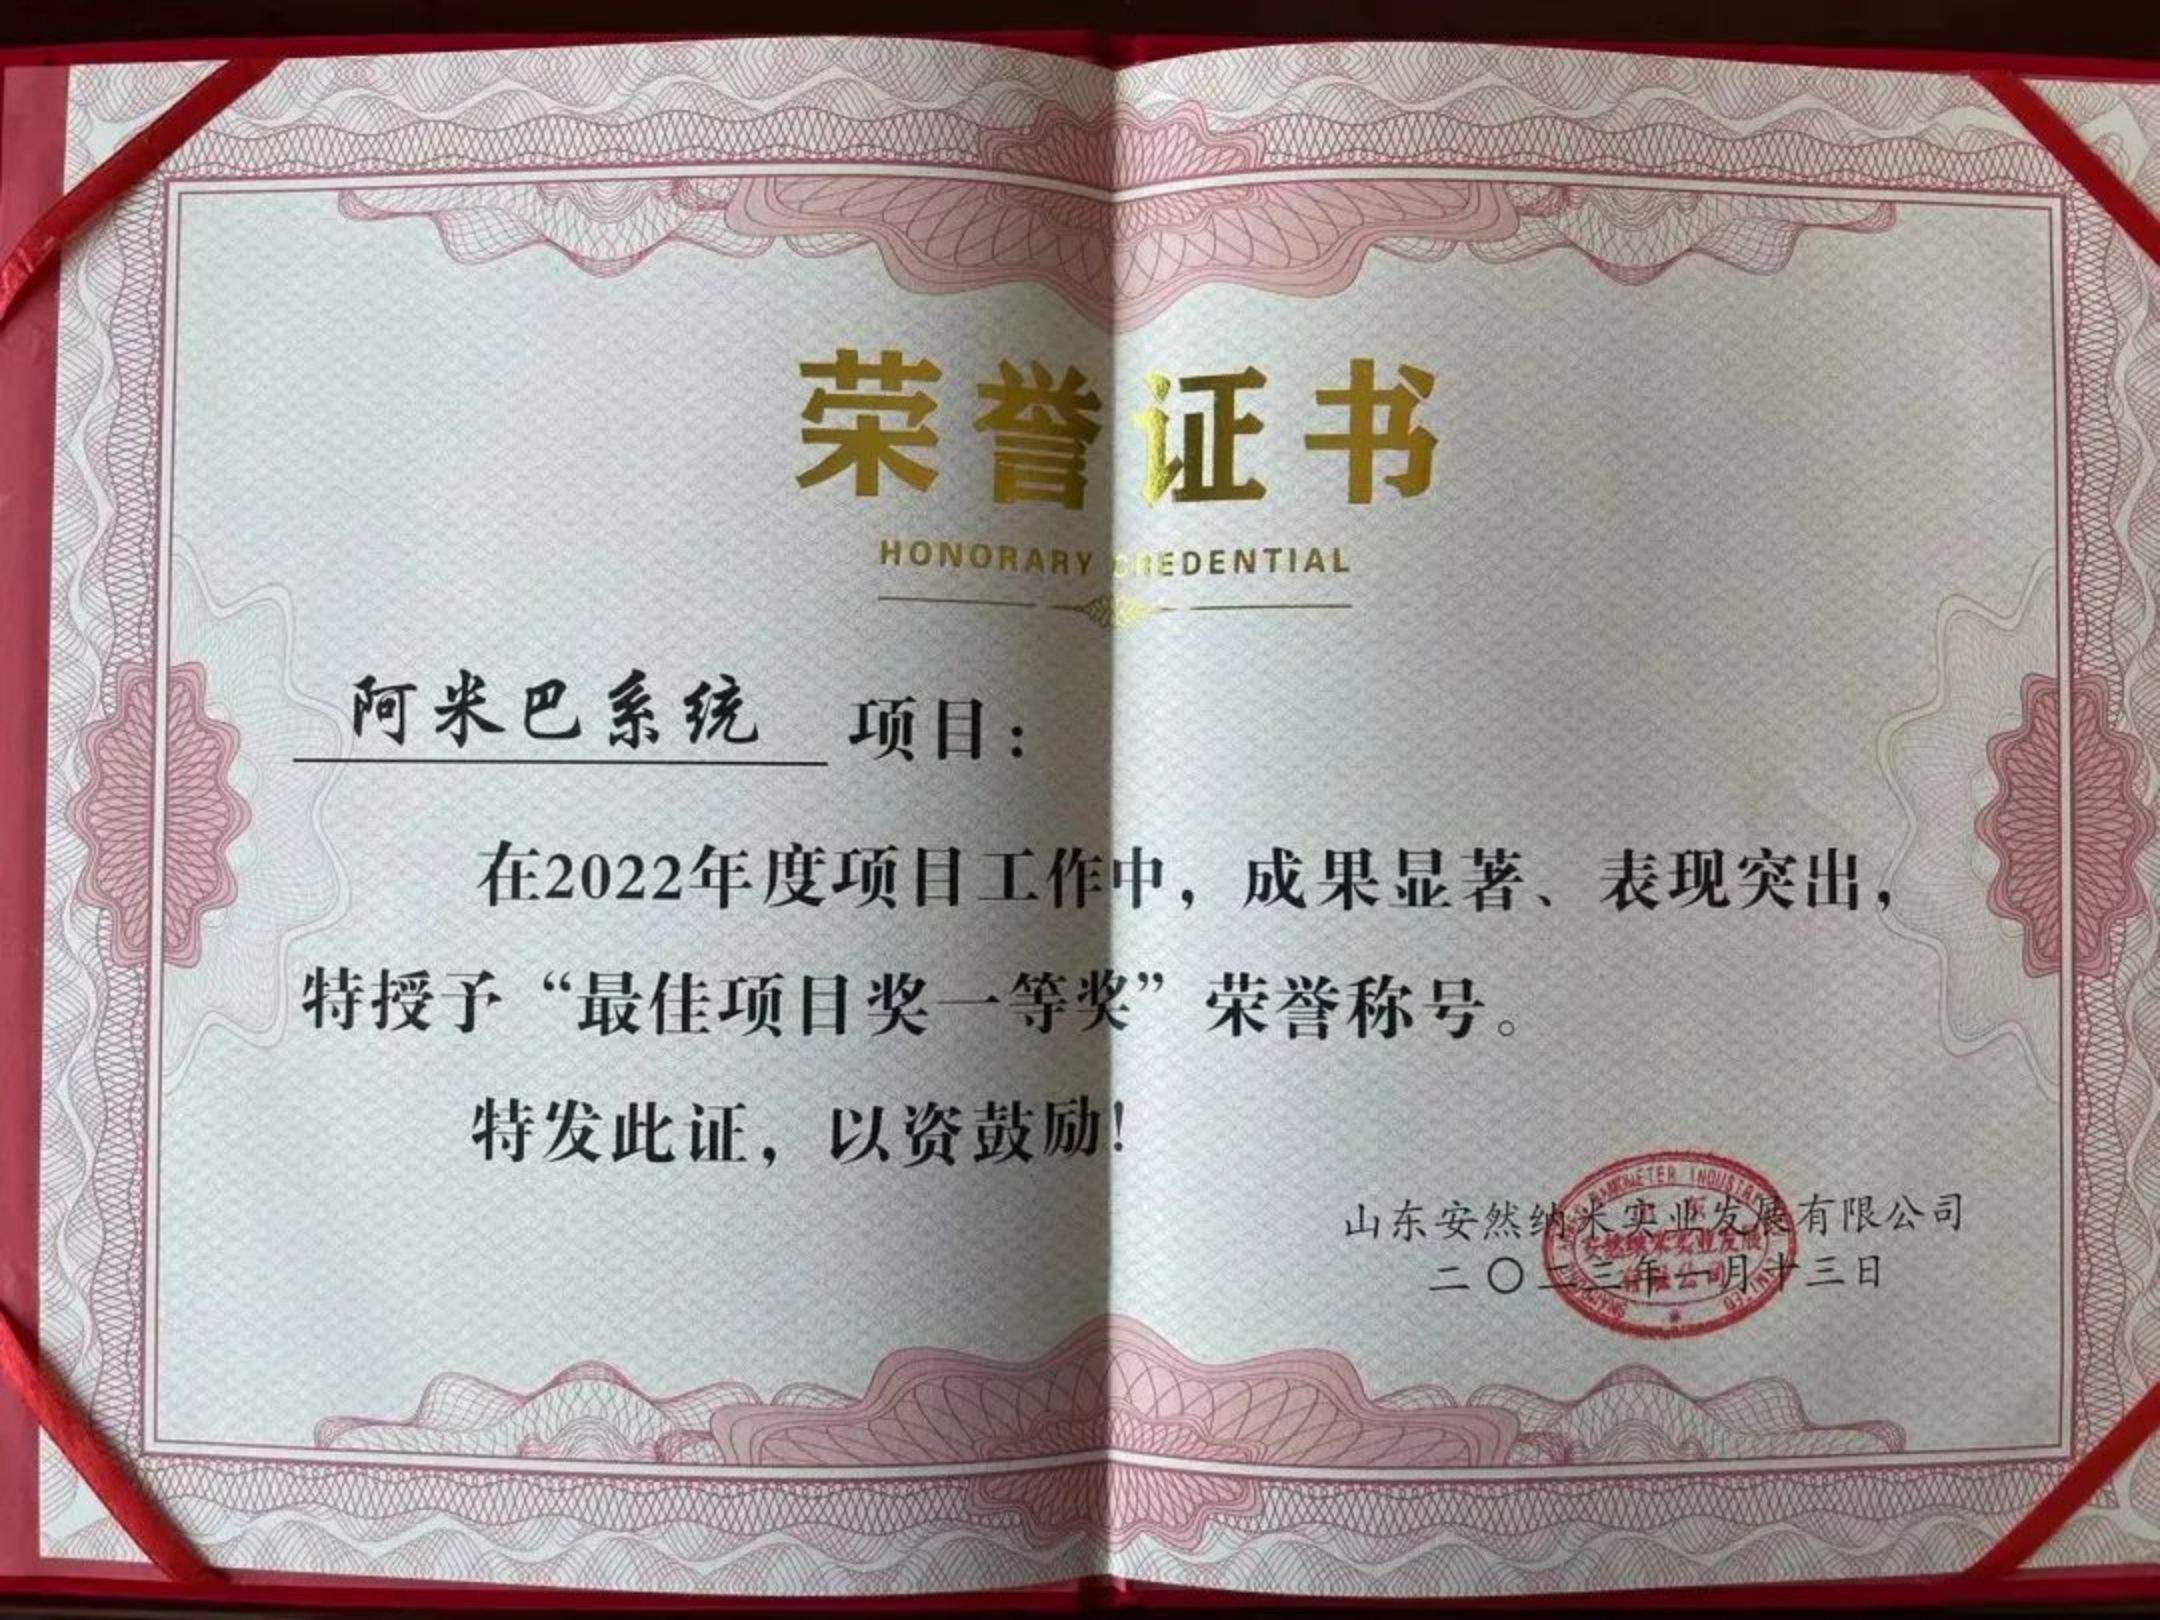 荣誉证书
HONORARY CREDENTIAL
阿米巴系统 项目：
在2022年度项目工作中，成果显著、表现突出，
特授予“最佳项目奖一等奖”荣誉称号。
特发此证，以资鼓励！
山东安然纳米实业发展有限公司
二〇二三年一月十三日